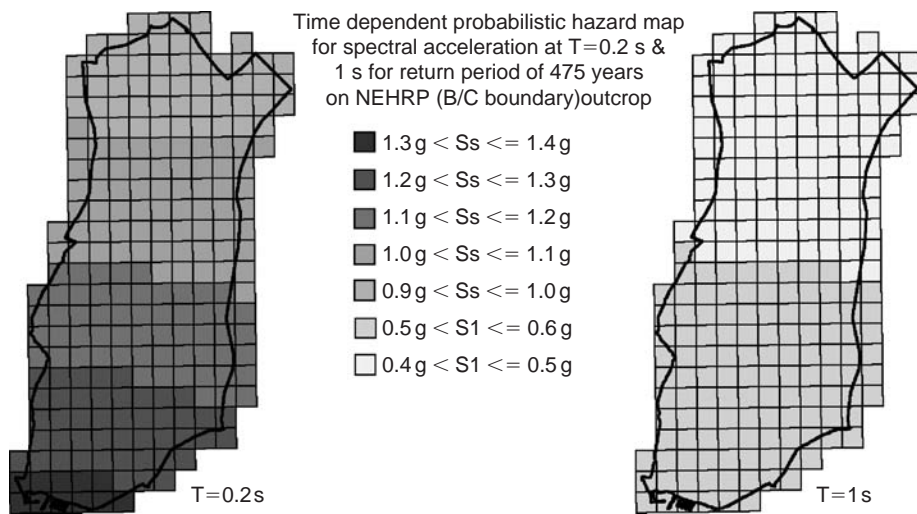 Time dependent probabilistic hazard map
for spectral acceleration at T=0.2 s &
1 s for return period of 475 years
on NEHRP (B/C boundary)outcrop
1.3 g < Ss <= 1.4 g
1.2 g < Ss <= 1.3 g
1.1 g < Ss <= 1.2 g
1.0 g < Ss <= 1.1 g
0.9 g < Ss <= 1.0 g
0.5 g < S1 <= 0.6 g
0.4 g < S1 <= 0.5 g
T=0.2s
T=1s